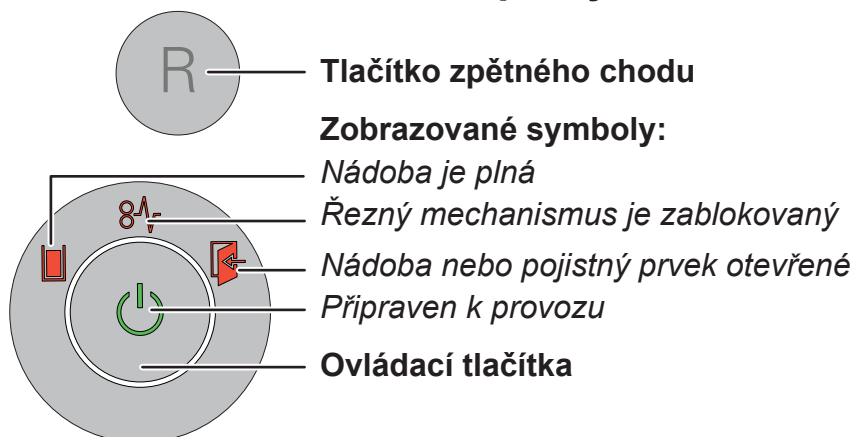 R
Tlačítko zpětného chodu
Zobrazované symboly:
Nádoba je plná
Řezný mechanismus je zablokovaný
Nádoba nebo pojistný prvek otevřené
Připraven k provozu
Ovládací tlačítka